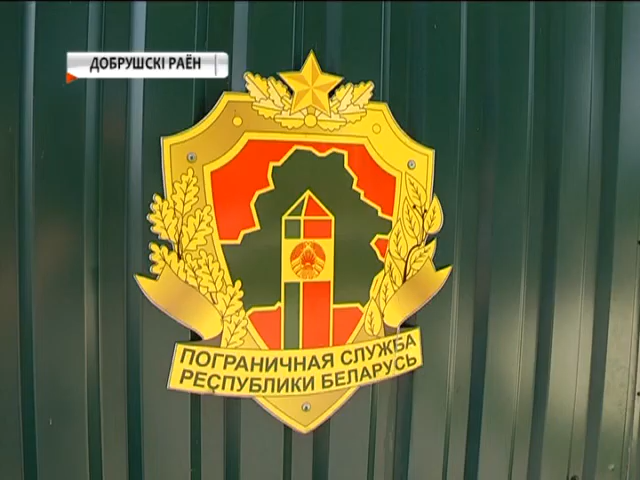 ДОБРУШСКІ РАЁН
ПОГРАНИЧНАЯ СЛУЖБА
РЕСПУБЛИКИ БЕЛАРУСЬ